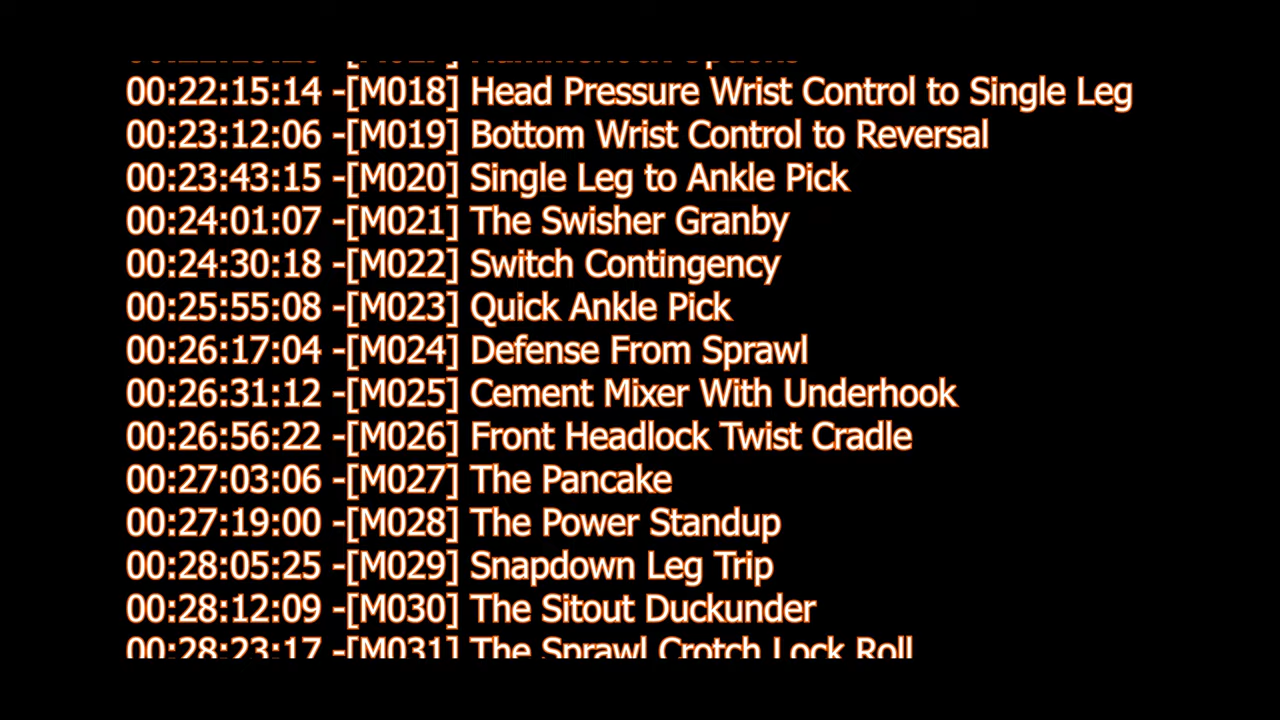 00:22:15:14 -[M018] Head Pressure Wrist Control to Single Leg
00:23:12:06 -[M019] Bottom Wrist Control to Reversal
00:23:43:15 -[M020] Single Leg to Ankle Pick
00:24:01:07 -[M021] The Swisher Granby
00:24:30:18 -[M022] Switch Contingency
00:25:55:08 -[M023] Quick Ankle Pick
00:26:17:04 -[M024] Defense From Sprawl
00:26:31:12 -[M025] Cement Mixer With Underhook
00:26:56:22 -[M026] Front Headlock Twist Cradle
00:27:03:06 -[M027] The Pancake
00:27:19:00 -[M028] The Power Standup
00:28:05:25 -[M029] Snapdown Leg Trip
00:28:12:09 -[M030] The Sitout Duckunder
00:28:23:17 -[M031] The Sprawl Crotch Lock Roll